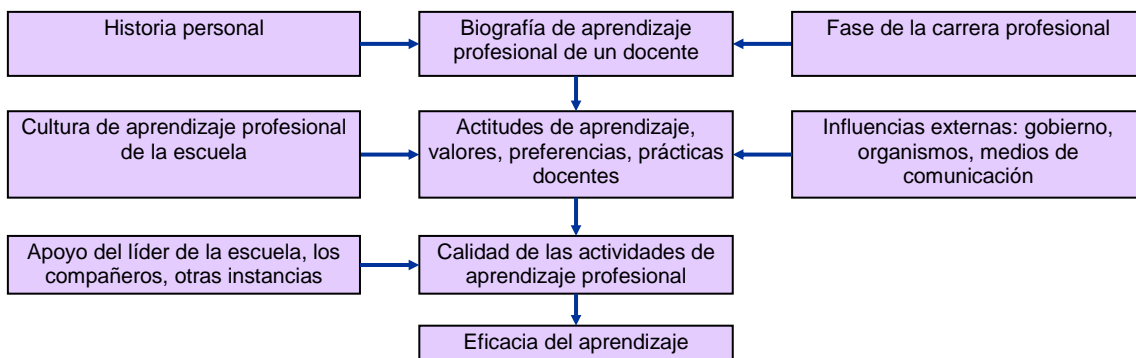 Historia personal
Biografía de aprendizaje
profesional de un docente
Fase de la carrera profesional
Cultura de aprendizaje profesional
de la escuela
Actitudes de aprendizaje,
valores, preferencias, prácticas
docentes
Influencias externas: gobierno,
organismos, medios de
comunicación
Apoyo del líder de la escuela, los
compañeros, otras instancias
Calidad de las actividades de
aprendizaje profesional
Eficacia del aprendizaje